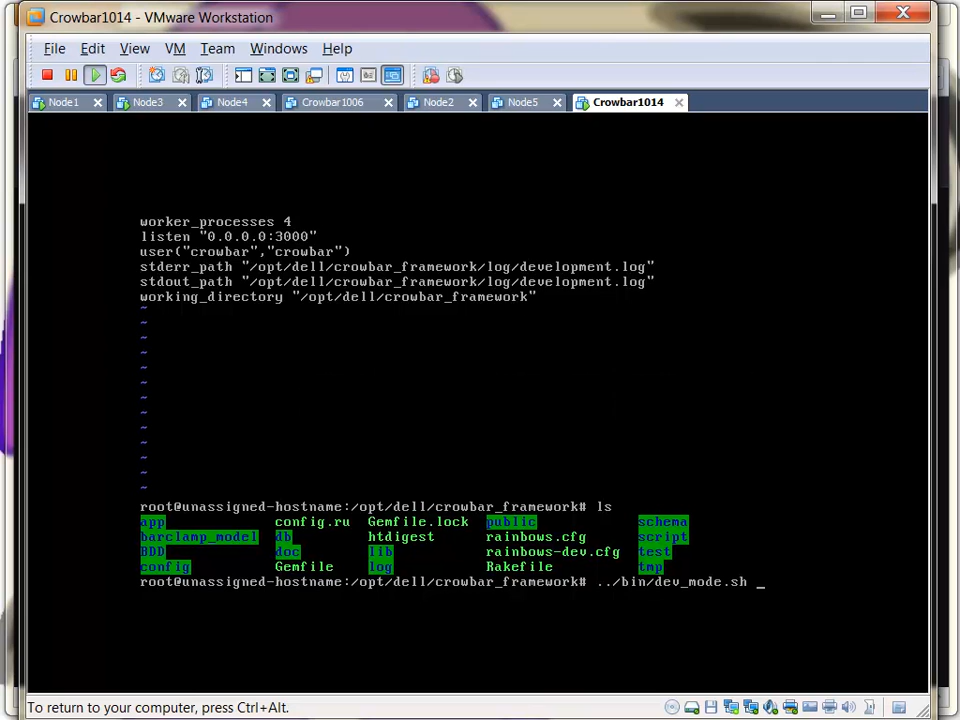 Crowbar1014 - VMware Workstation
File Edit View VM Team Windows Help
Node1 Node3 Node4 Crowbar1006 Node2 Node5 Crowbar1014
worker_processes 4
listen "0.0.0.0:3000"
user("crowbar","crowbar")
stderr_path "/opt/dell/crowbar_framework/log/development.log"
stdout_path "/opt/dell/crowbar_framework/log/development.log"
working_directory "/opt/dell/crowbar_framework"
~
~
~
~
~
~
~
~
~
~
~
~
~
root@unassigned-hostname:/opt/dell/crowbar_framework# ls
app config.ru Gemfile.lock public schema
barclamp_model db htdigest rainbows.cfg script
BDD doc lib rainbows-dev.cfg test
config Gemfile log Rakefile tmp
root@unassigned-hostname:/opt/dell/crowbar_framework# ../bin/dev_mode.sh _
To return to your computer, press Ctrl+Alt.